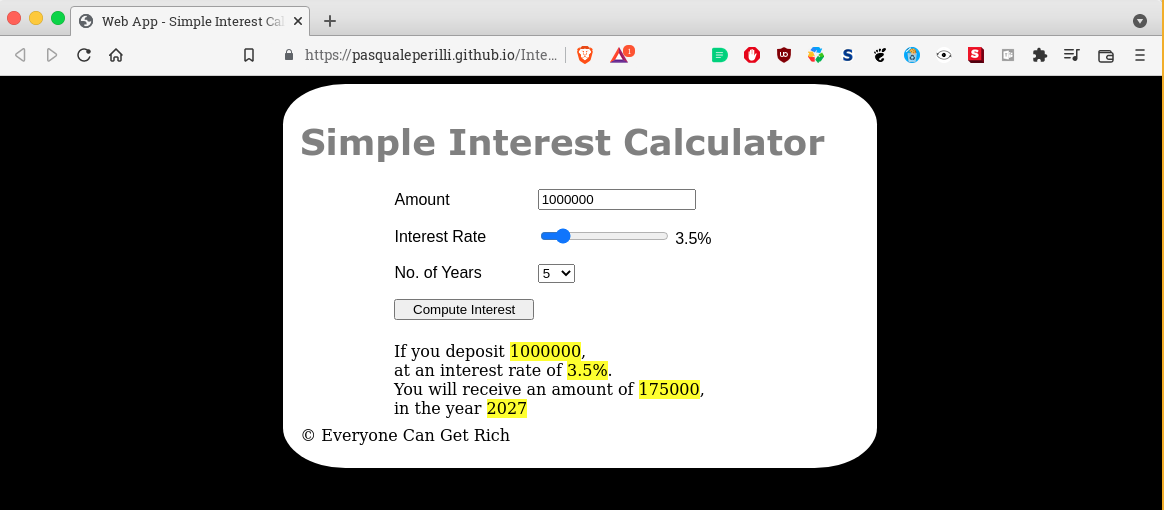 Web App - Simple Interest Cal
https://pasqualeperilli.github.io/Inte...
Simple Interest Calculator
Amount 1000000
Interest Rate 3.5%
No. of Years 5
Compute Interest
If you deposit 1000000,
at an interest rate of 3.5%.
You will receive an amount of 175000,
in the year 2027
© Everyone Can Get Rich